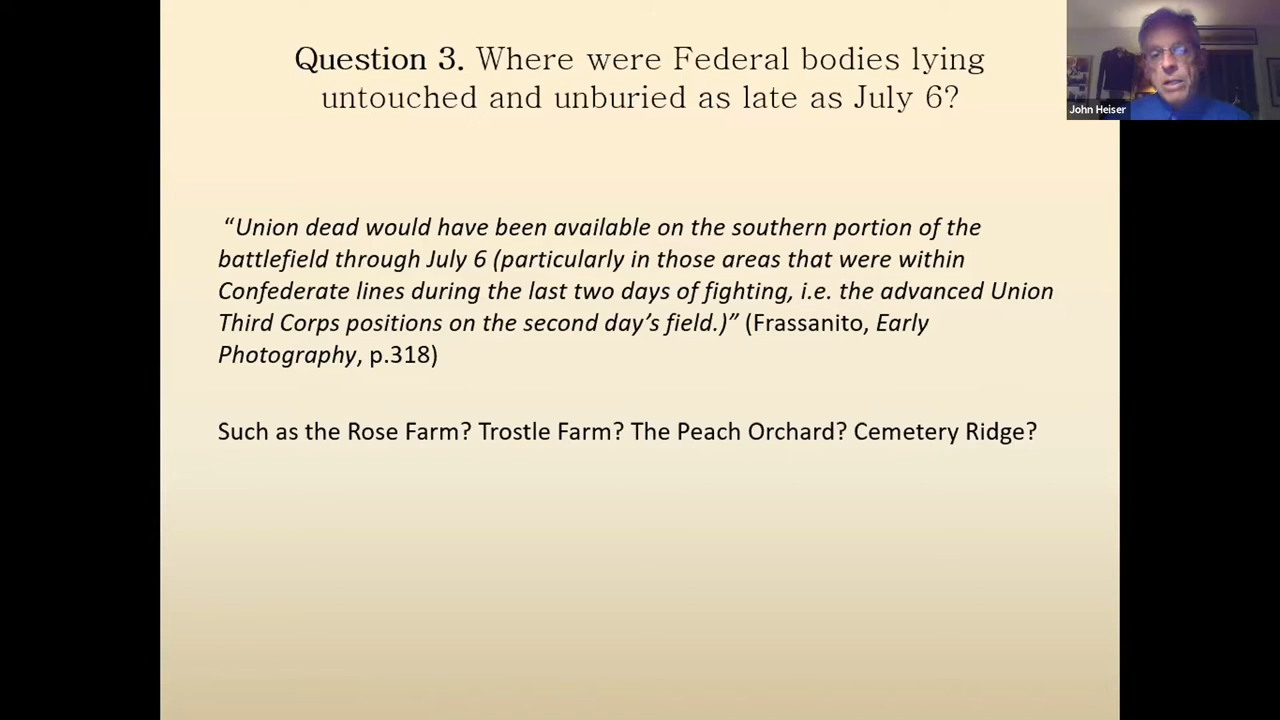 Question 3. Where were Federal bodies lying
untouched and unburied as late as July 6?
John Heiser
“Union dead would have been available on the southern portion of the
battlefield through July 6 (particularly in those areas that were within
Confederate lines during the last two days of fighting, i.e. the advanced Union
Third Corps positions on the second day’s field.)” (Frassanito, Early
Photography, p.318)
Such as the Rose Farm? Trostle Farm? The Peach Orchard? Cemetery Ridge?